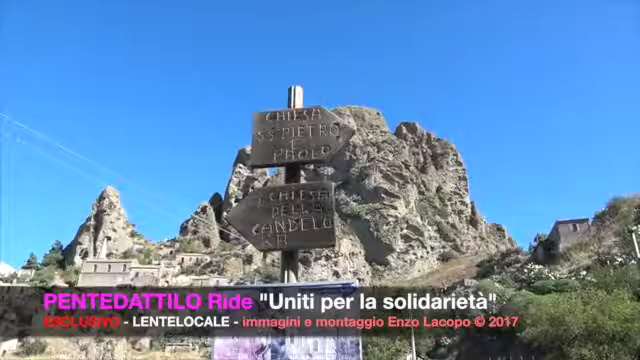 CHIESA
S.S. PIETRO
E
PAOLO
CHIESA
DELLA
CANDELO
R
PENTEDATTILO Ride "Uniti per la solidarietà"
ESCLUSIVO - LENTELOCALE - immagini e montaggio Enzo Lacopo © 2017